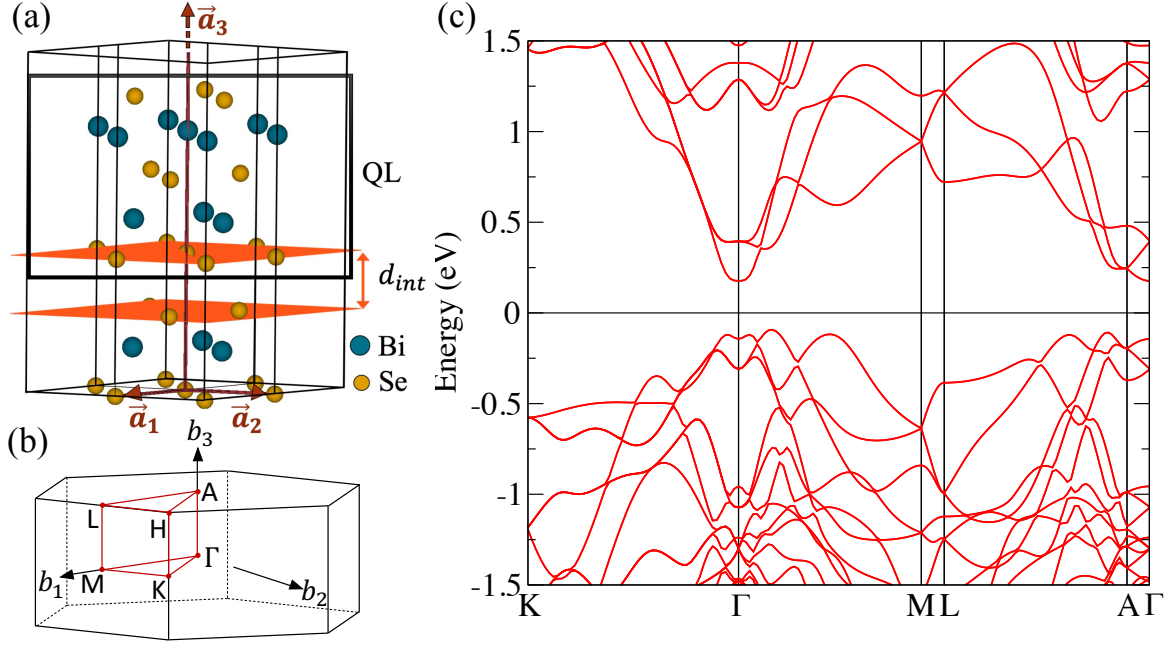 (a)
a⃗₃
QL
d_int
Bi
Se
a⃗₁
a⃗₂
(b)
b₃
A
L
H
Γ
M
K
b₁
b₂
(c)
Energy (eV)
1.5
1
0.5
0
-0.5
-1
-1.5
K Γ M L A Γ